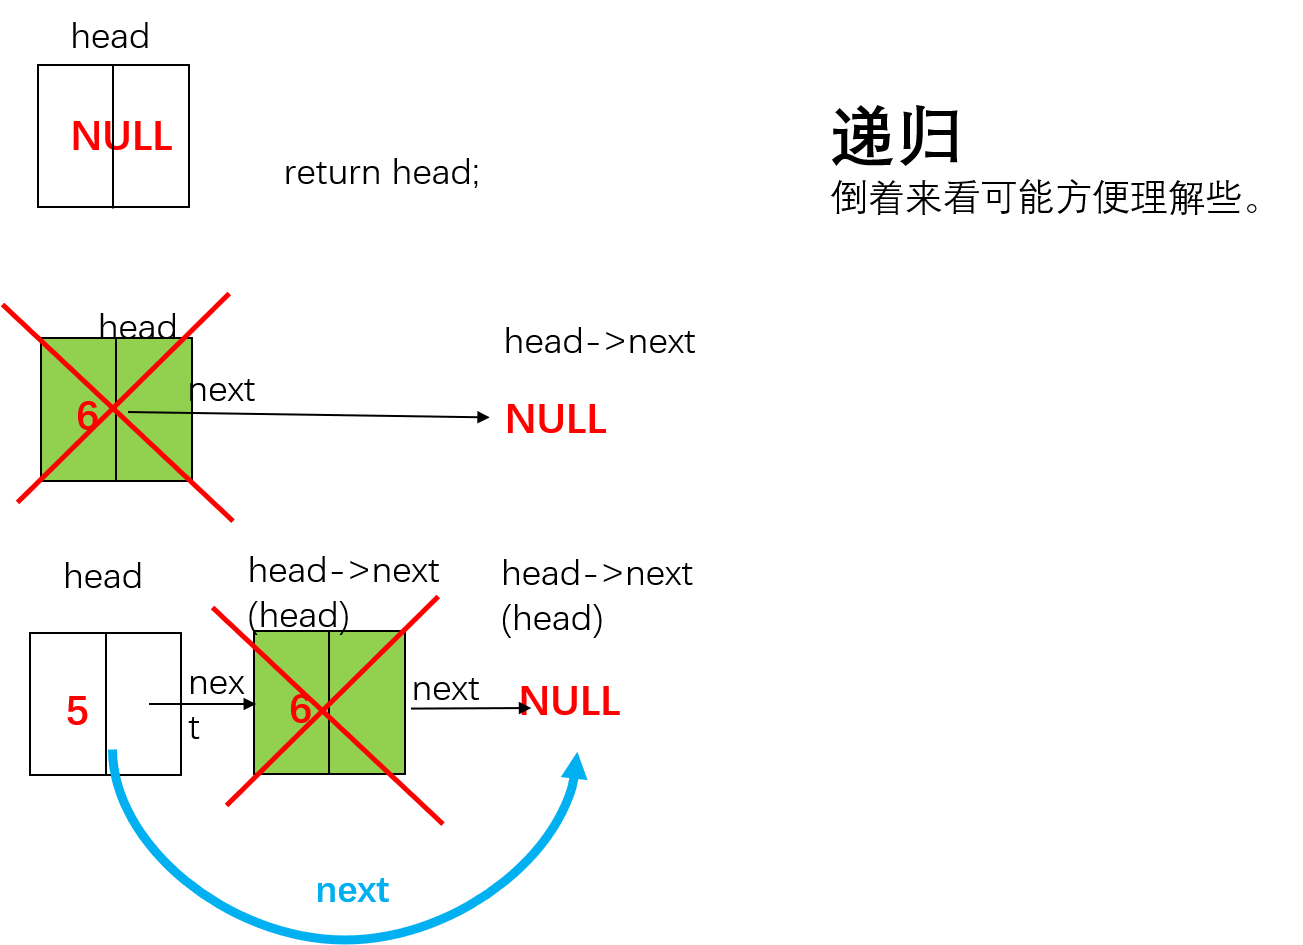 head
NULL
return head;
递归
倒着来看可能方便理解些。
head
6
next
head->next
NULL
head
5
nex
t
head->next
(head)
6
next
head->next
(head)
NULL
next